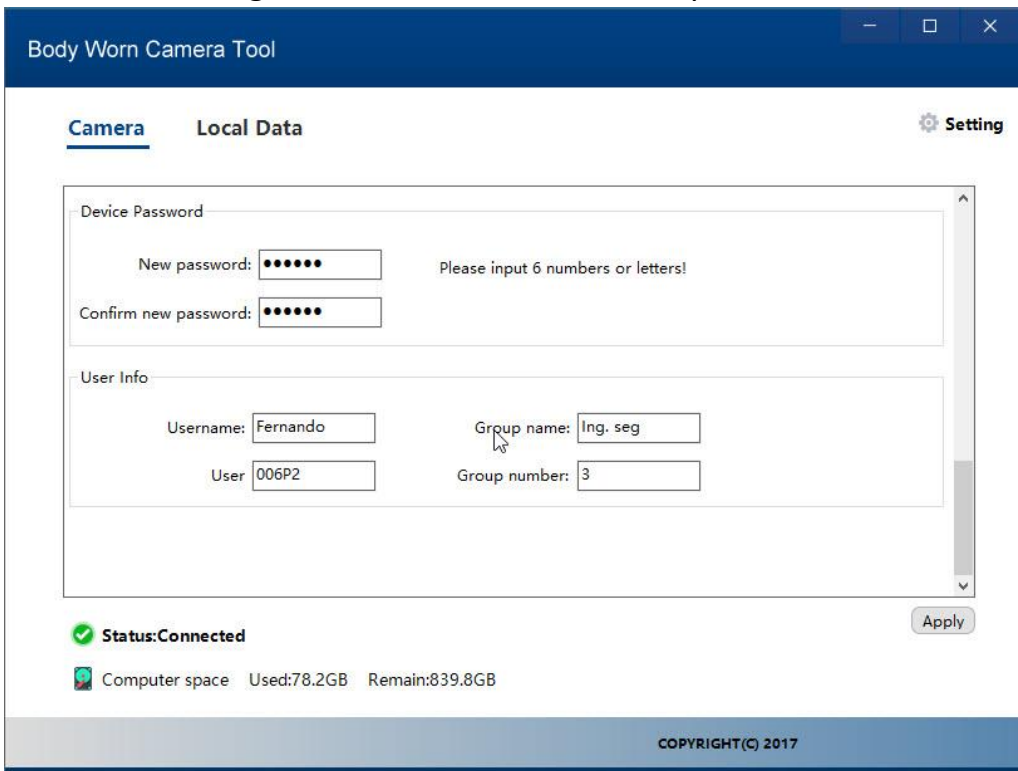 Body Worn Camera Tool
Camera Local Data Setting
Device Password
New password: •••••• Please input 6 numbers or letters!
Confirm new password: ••••••
User Info
Username: Fernando Group name: Ing. seg
User 006P2 Group number: 3
Apply
Status:Connected
Computer space Used:78.2GB Remain:839.8GB
COPYRIGHT(C) 2017